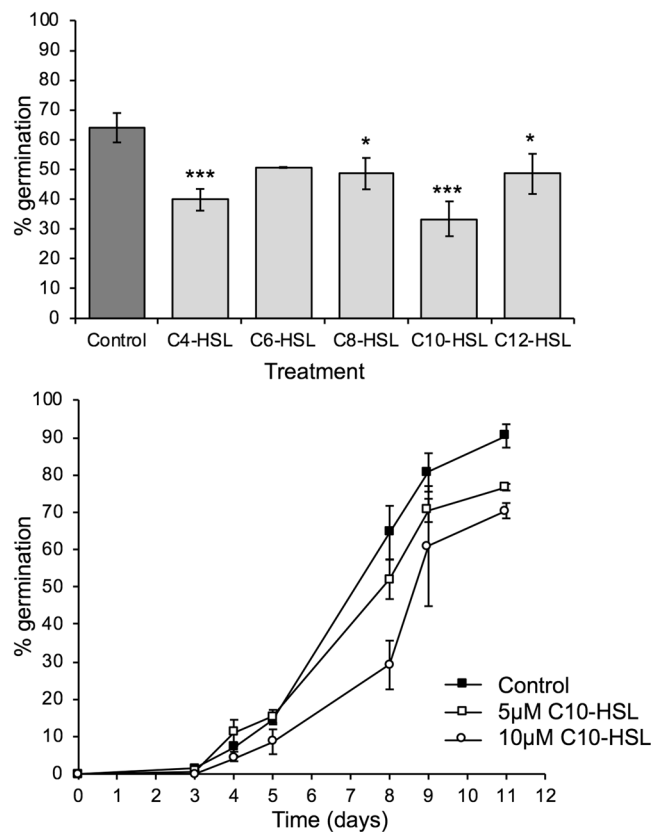 100
90
80
70
60
50
40
30
20
10
0
% germination
***
*
***
*
Control C4-HSL C6-HSL C8-HSL C10-HSL C12-HSL
Treatment
100
90
80
70
60
50
40
30
20
10
0
% germination
Control
5µM C10-HSL
10µM C10-HSL
0 1 2 3 4 5 6 7 8 9 10 11 12
Time (days)